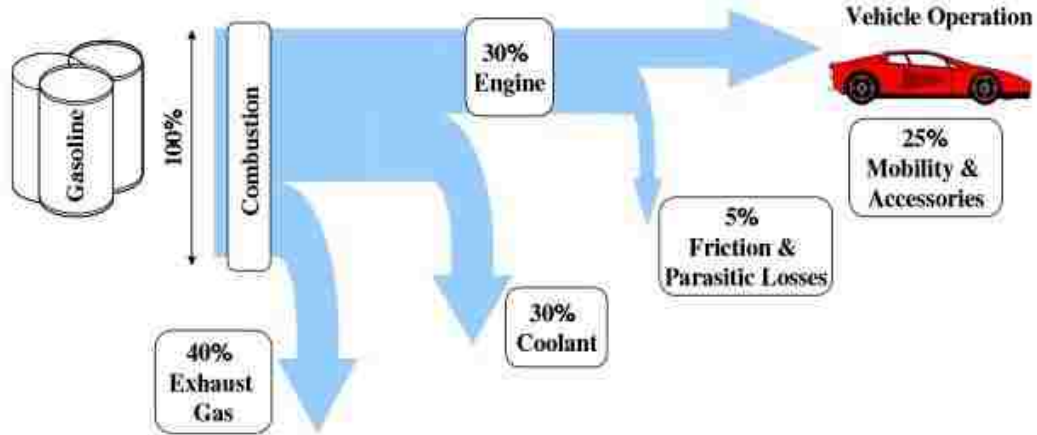 Gasoline
100%
Combustion
30%
Engine
Vehicle Operation
25%
Mobility &
Accessories
5%
Friction &
Parasitic Losses
30%
Coolant
40%
Exhaust
Gas